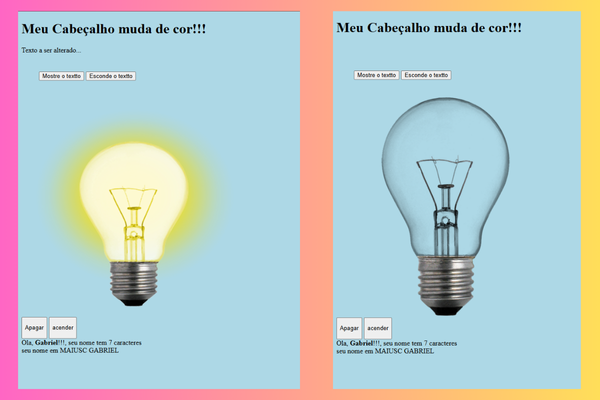 Meu Cabeçalho muda de cor!!!
Texto a ser alterado...
Mostre o textto Esconde o textto
Apagar acender
Ola, Gabriel!!!, seu nome tem 7 caracteres
seu nome em MAIUSC GABRIEL
Meu Cabeçalho muda de cor!!!
Mostre o textto Esconde o textto
Apagar acender
Ola, Gabriel!!!, seu nome tem 7 caracteres
seu nome em MAIUSC GABRIEL